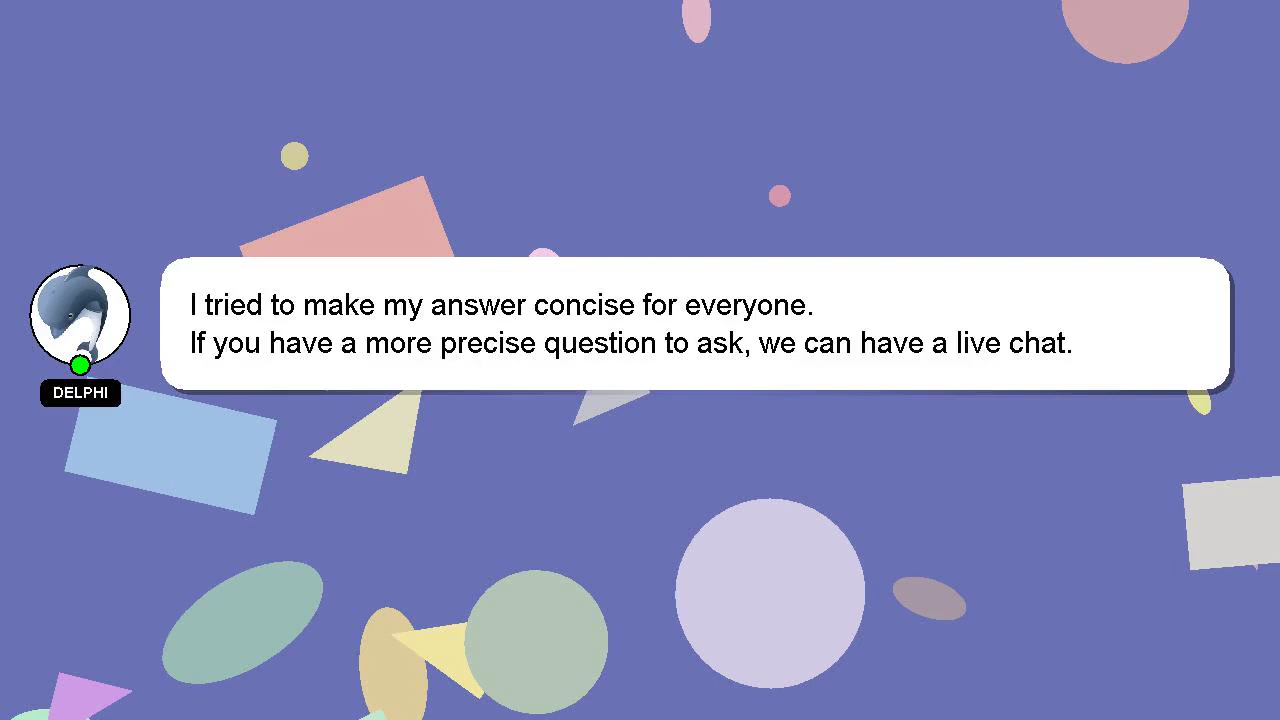 I tried to make my answer concise for everyone.
If you have a more precise question to ask, we can have a live chat.
DELPHI